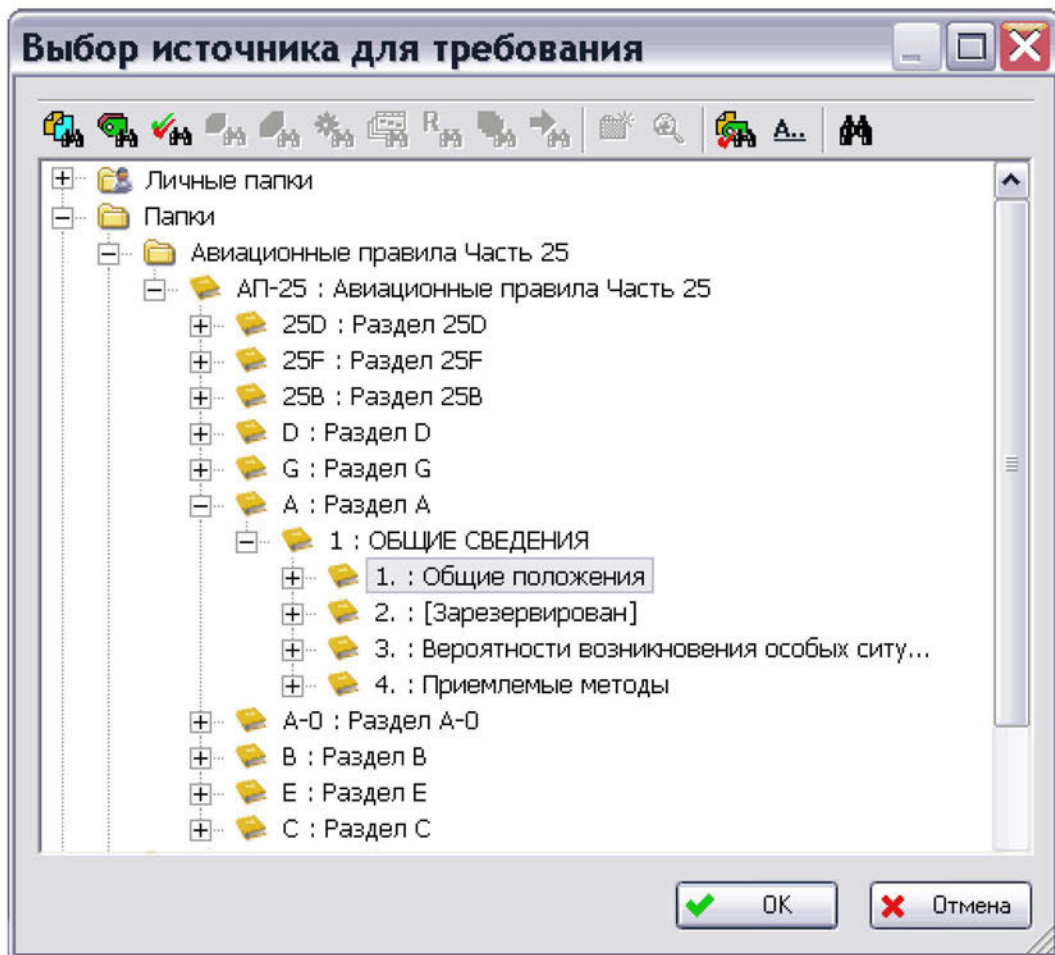 Выбор источника для требования
R
A..
Личные папки
Папки
Авиационные правила Часть 25
АП-25 : Авиационные правила Часть 25
25D : Раздел 25D
25F : Раздел 25F
25B : Раздел 25B
D : Раздел D
G : Раздел G
A : Раздел A
1 : ОБЩИЕ СВЕДЕНИЯ
1. : Общие положения
2. : [Зарезервирован]
3. : Вероятности возникновения особых ситу...
4. : Приемлемые методы
A-0 : Раздел A-0
B : Раздел B
E : Раздел E
C : Раздел C
OK
Отмена